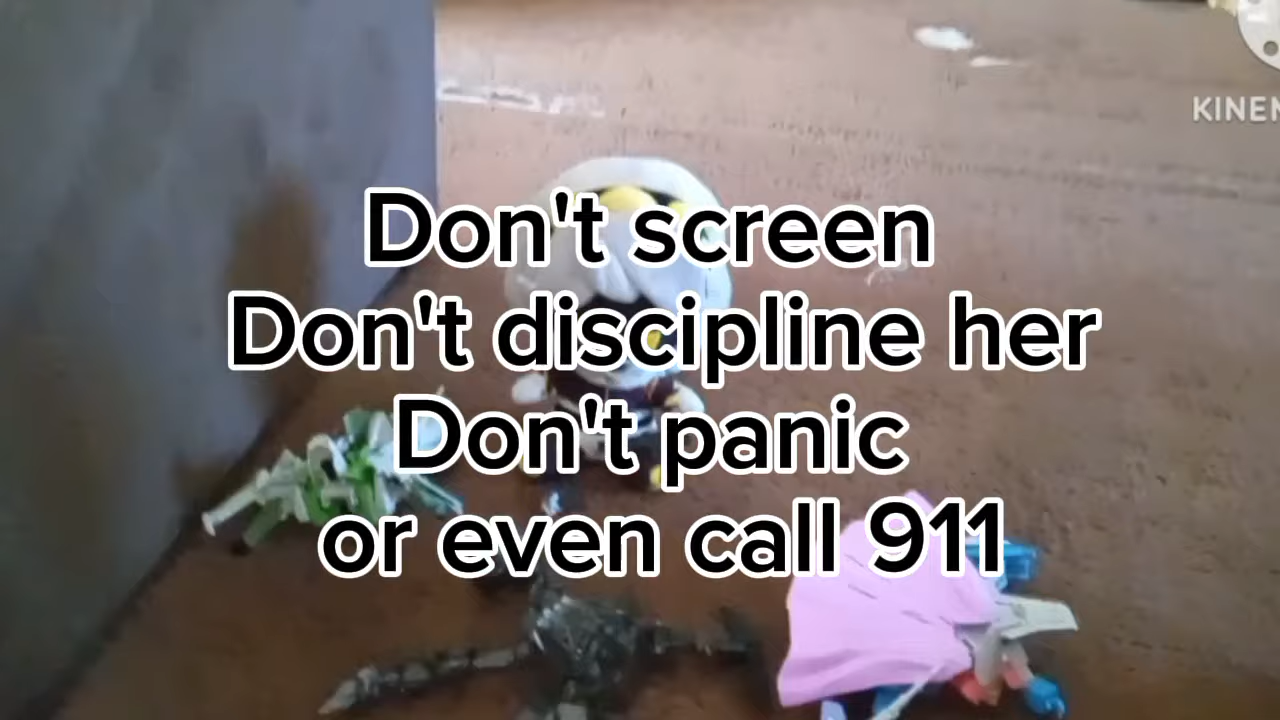 KINEM
Don't screen
Don't discipline her
Don't panic
or even call 911